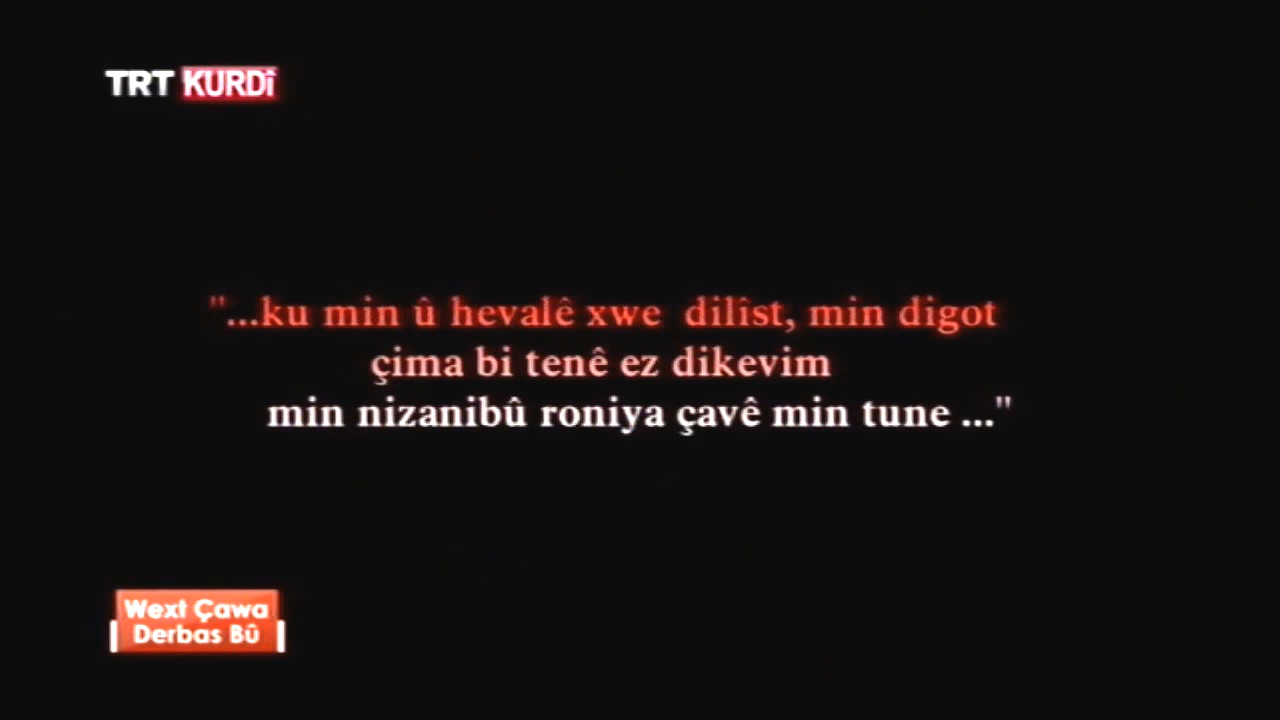 TRT KURDî
"...ku min û hevalê xwe dilîst, min digot
çima bi tenê ez dikevim
min nizanibû roniya çavê min tune ..."
Wext Çawa
Derbas Bû